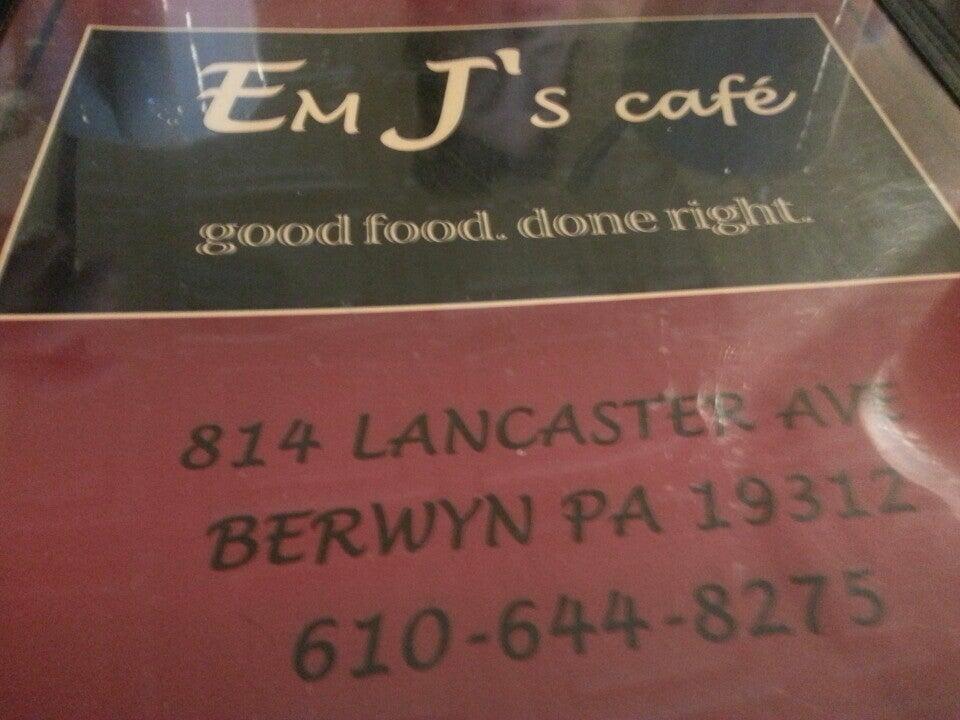 Em J's café
good food. done right.
814 LANCASTER AVE
BERWYN PA 19312
610-644-8275